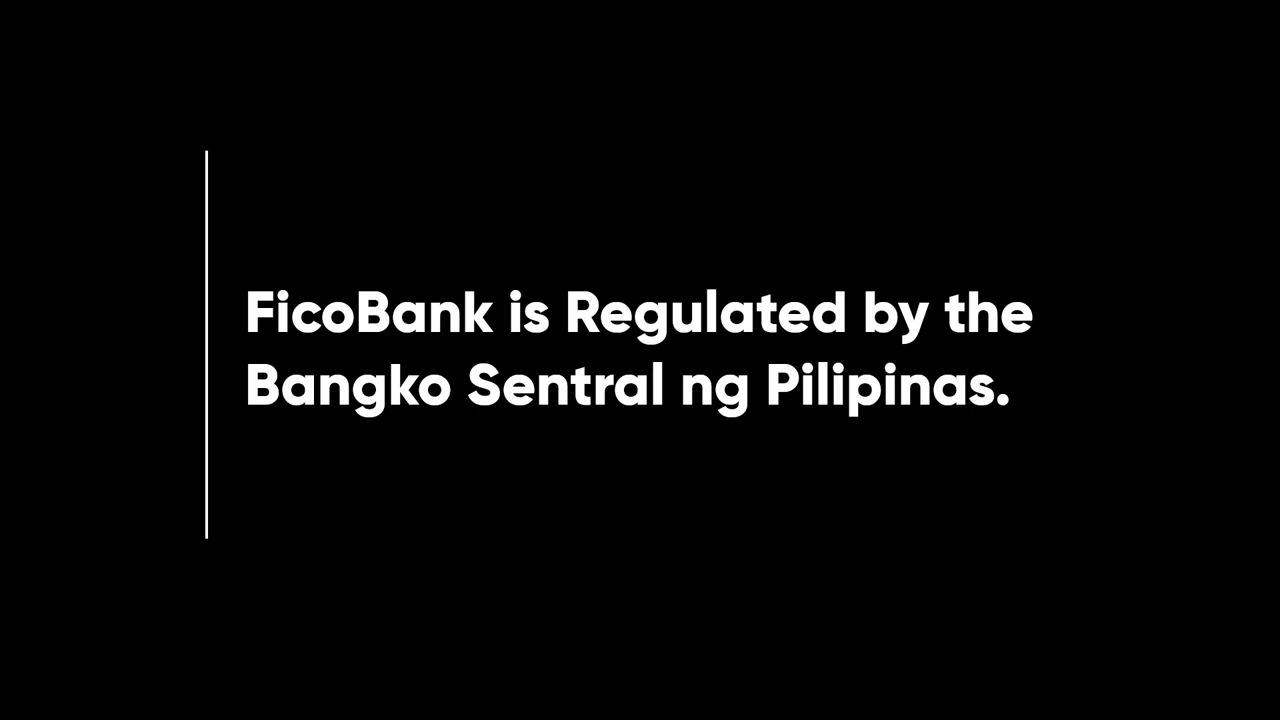 FicoBank is Regulated by the
Bangko Sentral ng Pilipinas.